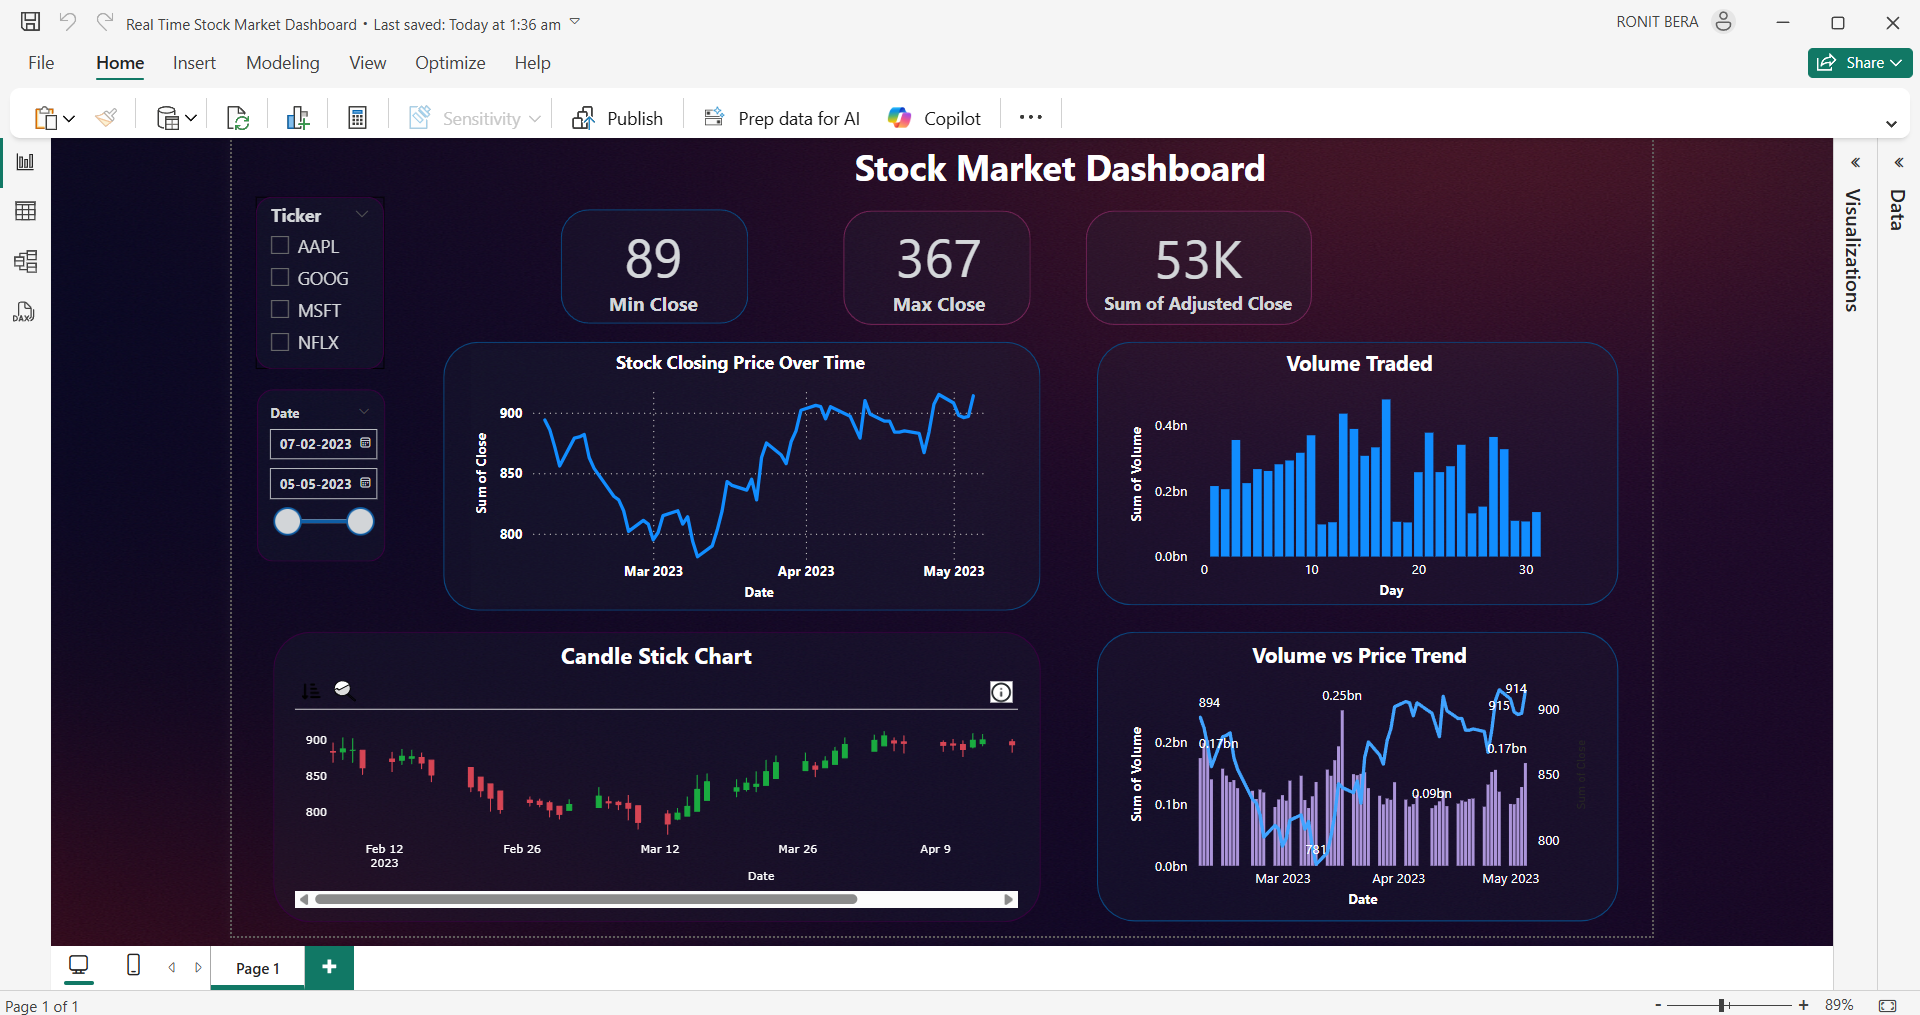 Real Time Stock Market Dashboard • Last saved: Today at 1:36 am
RONIT BERA
File Home Insert Modeling View Optimize Help
Share
Sensitivity Publish Prep data for AI Copilot
Stock Market Dashboard
Ticker
AAPL
GOOG
MSFT
NFLX
89
Min Close
367
Max Close
53K
Sum of Adjusted Close
Date
07-02-2023
05-05-2023
Stock Closing Price Over Time
Sum of Close
900
850
800
Mar 2023 Apr 2023 May 2023
Date
Volume Traded
Sum of Volume
0.4bn
0.2bn
0.0bn
0 10 20 30
Day
Candle Stick Chart
900
850
800
Feb 12 Feb 26 Mar 12 Mar 26 Apr 9
2023
Date
Volume vs Price Trend
Sum of Volume
0.2bn
0.1bn
0.0bn
894
0.17bn
0.25bn
781
0.09bn
914
915
0.17bn
900
850
800
Sum of Close
Mar 2023 Apr 2023 May 2023
Date
Visualizations
Data
DAX
Page 1
Page 1 of 1
89%